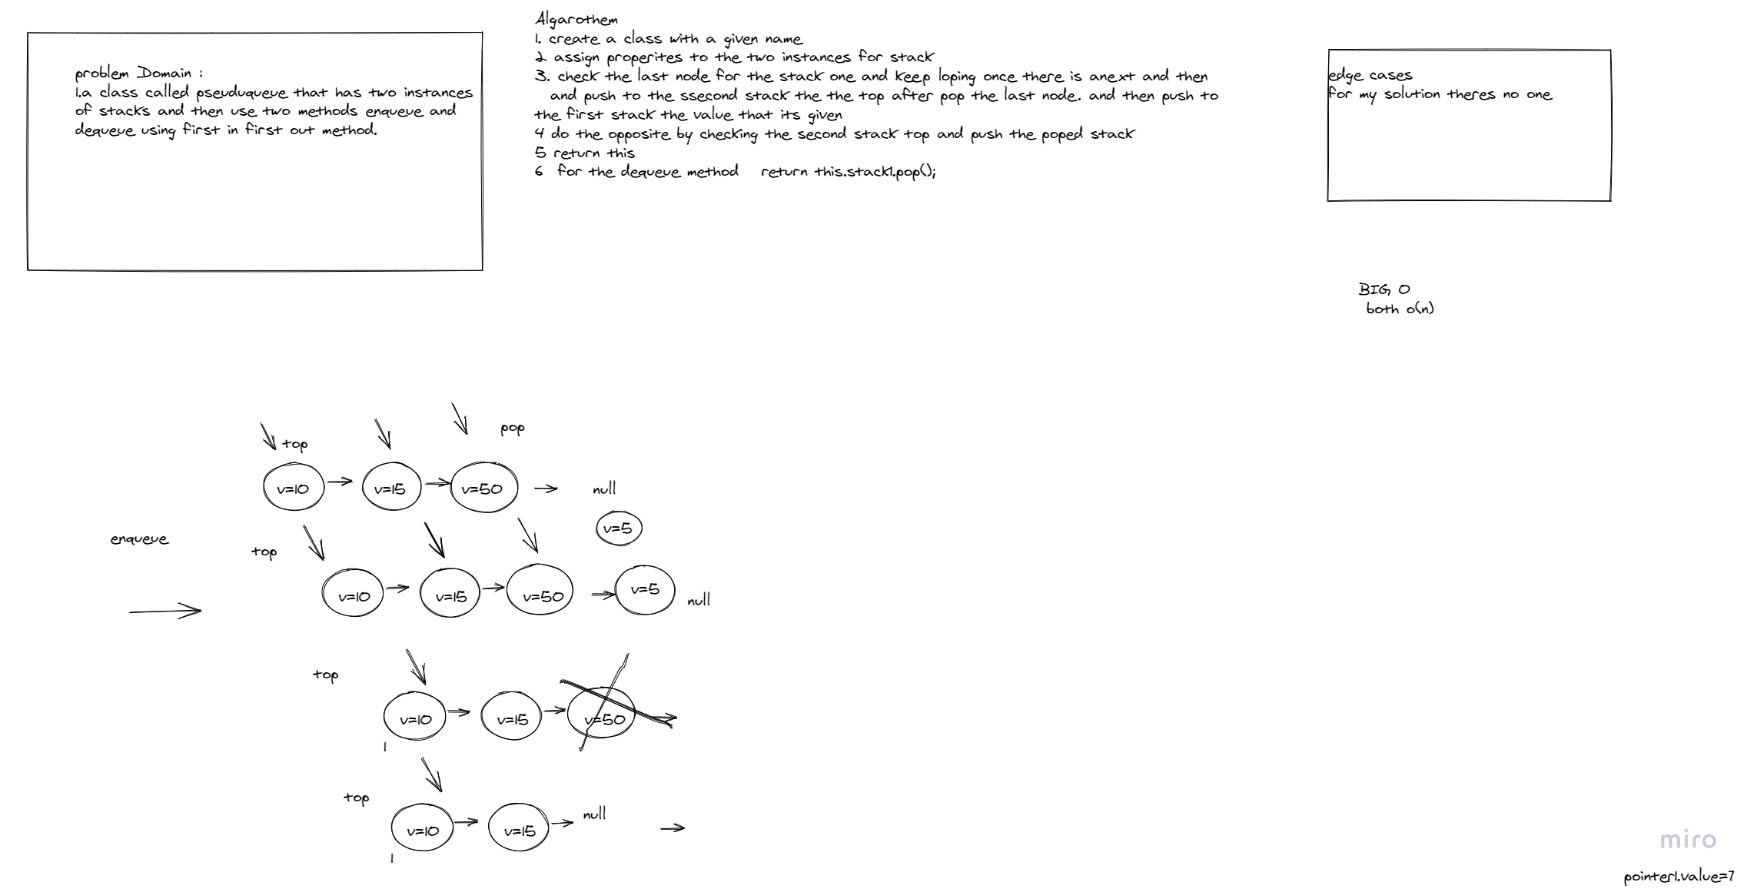 problem Domain :
1.a class called pseuduqueue that has two instances
of stacks and then use two methods enqueue and
dequeue using first in first out method.
Algarothem
1. create a class with a given name
2 assign properites to the two instances for stack
3. check the last node for the stack one and keep loping once there is anext and then
and push to the ssecond stack the the top after pop the last node. and then push to
the first stack the value that its given
4 do the opposite by checking the second stack top and push the poped stack
5 return this
6 for the dequeue method return this.stack1.pop();
edge cases
for my solution theres no one
BIG O
both o(n)
pop
top
v=10 v=15 v=50 null
v=5
enqueue
top
v=10 v=15 v=50 v=5 null
top
v=10 v=15 v=50
1
top
v=10 v=15 null
1
miro
pointer1.value=7